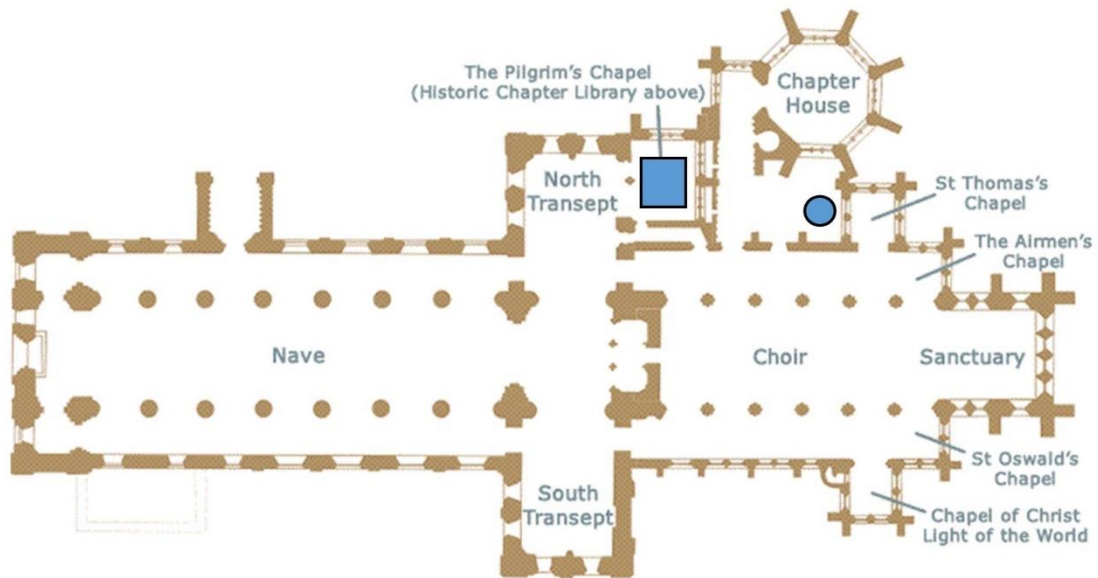 The Pilgrim's Chapel
(Historic Chapter Library above)
Chapter
House
North
Transept
St Thomas's
Chapel
The Airmen's
Chapel
Nave
Choir
Sanctuary
St Oswald's
Chapel
South
Transept
Chapel of Christ
Light of the World